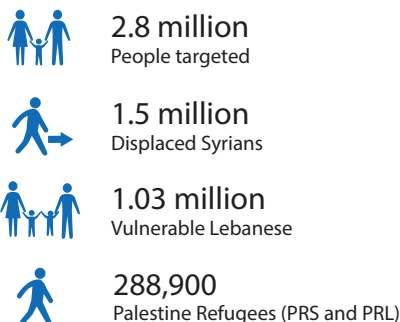 2.8 million
People targeted
1.5 million
Displaced Syrians
1.03 million
Vulnerable Lebanese
288,900
Palestine Refugees (PRS and PRL)